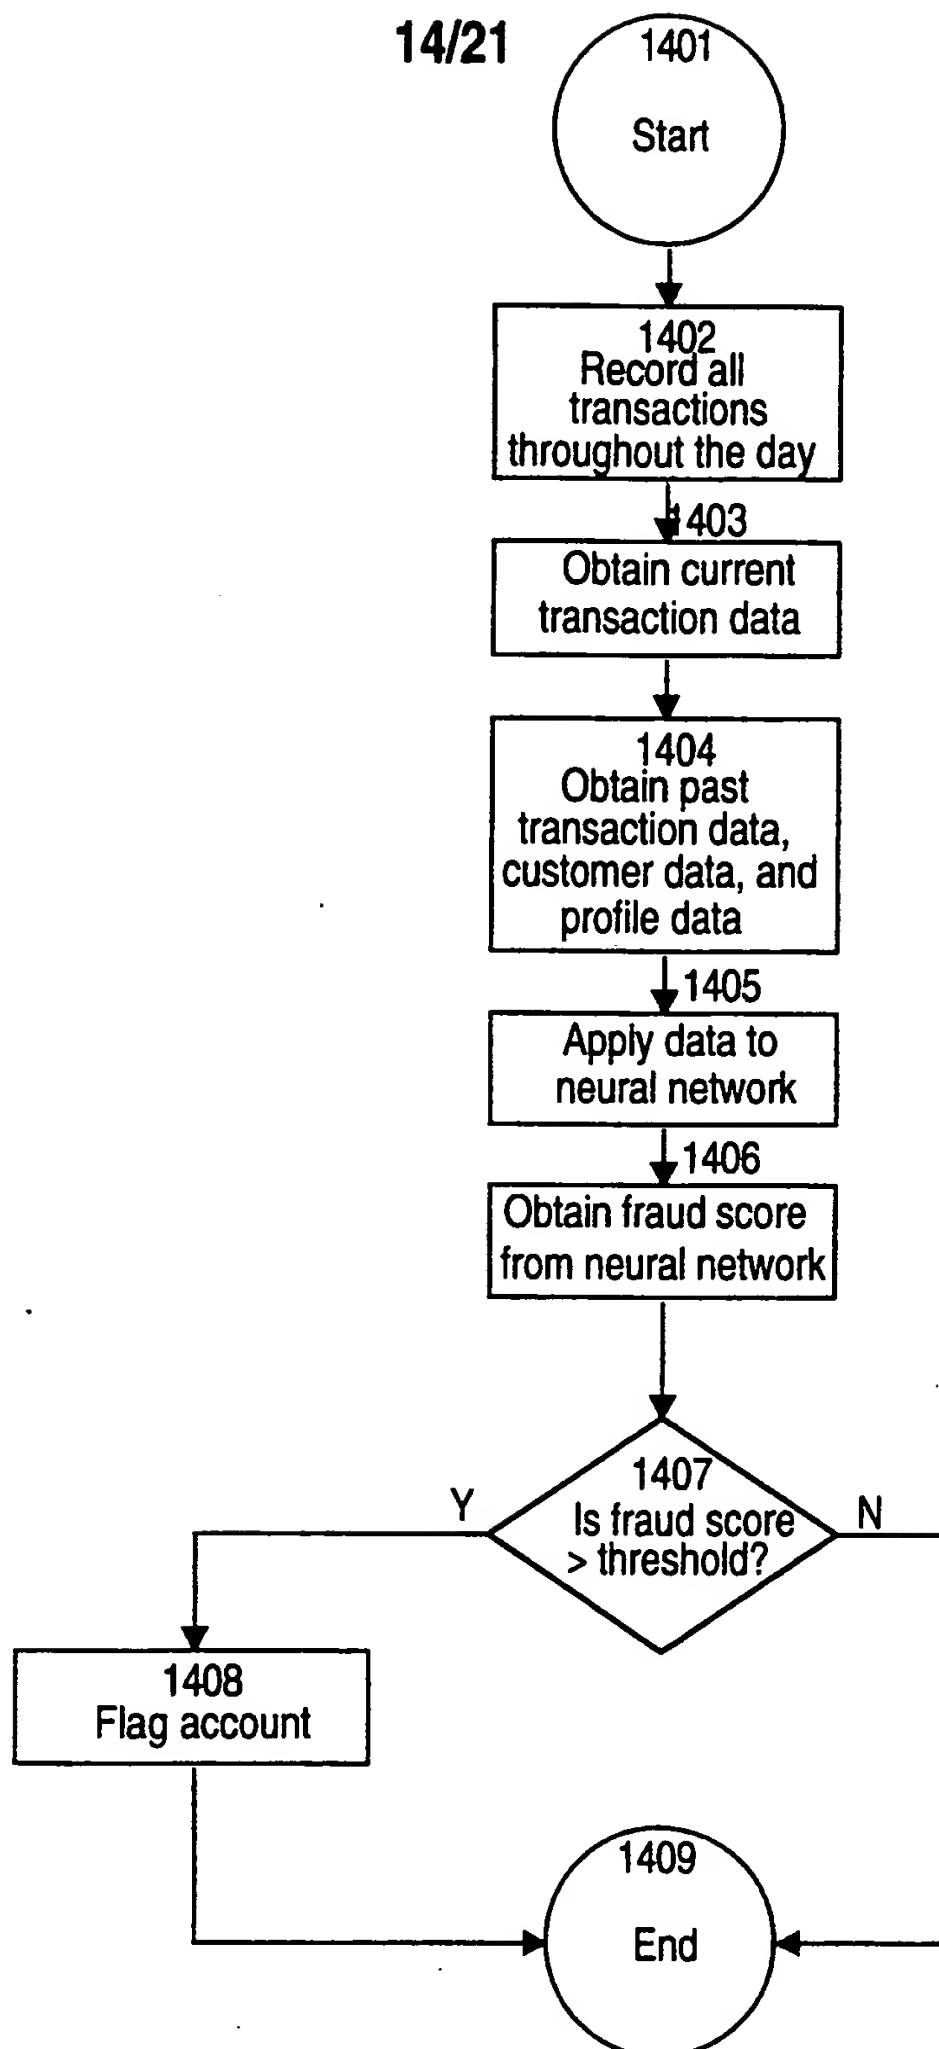 14/21
1401
Start
1402
Record all
transactions
throughout the day
1403
Obtain current
transaction data
1404
Obtain past
transaction data,
customer data, and
profile data
1405
Apply data to
neural network
1406
Obtain fraud score
from neural network
1407
Is fraud score
> threshold?
Y
N
1408
Flag account
1409
End